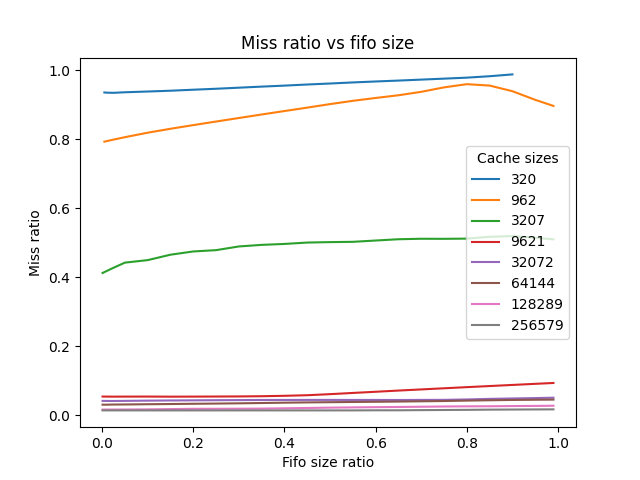 Miss ratio vs fifo size
1.0
0.8
0.6
0.4
0.2
0.0
Miss ratio
Cache sizes
320
962
3207
9621
32072
64144
128289
256579
0.0 0.2 0.4 0.6 0.8 1.0
Fifo size ratio